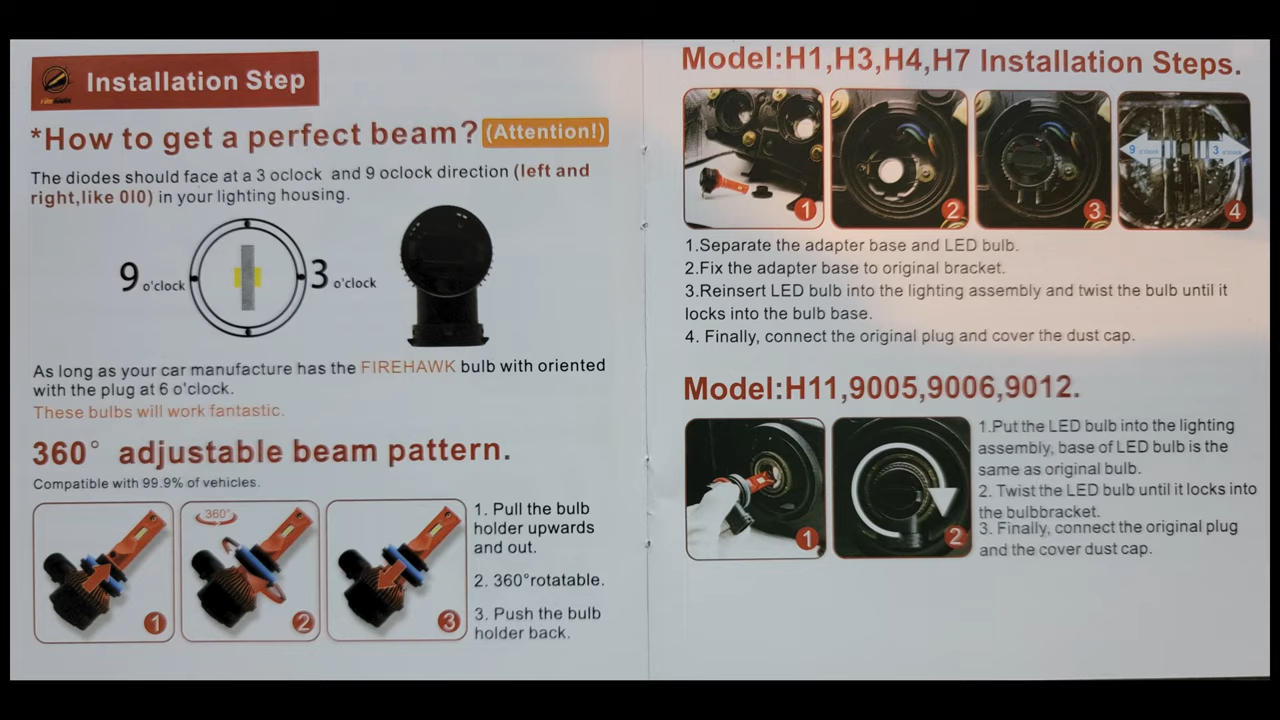 Installation Step
*How to get a perfect beam? (Attention!)
The diodes should face at a 3 oclock and 9 oclock direction (left and
right,like 0I0) in your lighting housing.
9 o'clock 3 o'clock
As long as your car manufacture has the FIREHAWK bulb with oriented
with the plug at 6 o'clock.
These bulbs will work fantastic.
360° adjustable beam pattern.
Compatible with 99.9% of vehicles.
1
360°
2
3
1. Pull the bulb
holder upwards
and out.
2. 360°rotatable.
3. Push the bulb
holder back.
Model:H1,H3,H4,H7 Installation Steps.
1
2
3
9 o'clock 3 o'clock
4
1.Separate the adapter base and LED bulb.
2.Fix the adapter base to original bracket.
3.Reinsert LED bulb into the lighting assembly and twist the bulb until it
locks into the bulb base.
4. Finally, connect the original plug and cover the dust cap.
Model:H11,9005,9006,9012.
1
2
1.Put the LED bulb into the lighting
assembly, base of LED bulb is the
same as original bulb.
2. Twist the LED bulb until it locks into
the bulbbracket.
3. Finally, connect the original plug
and the cover dust cap.